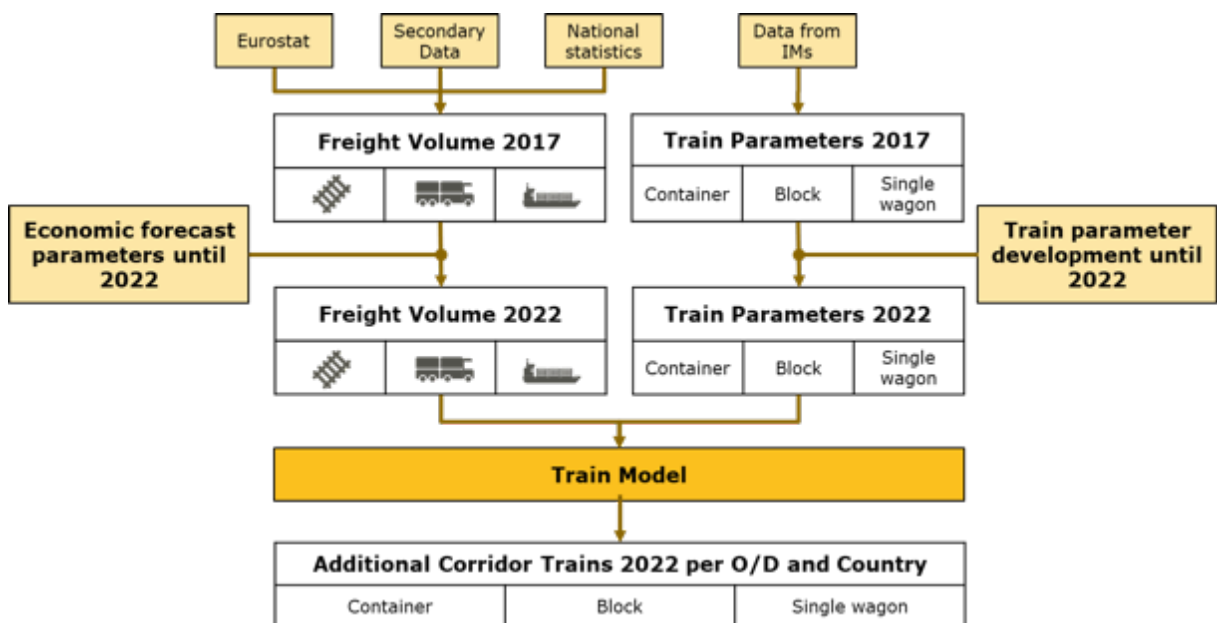 Eurostat
Secondary
Data
National
statistics
Data from
IMs
Freight Volume 2017
Train Parameters 2017
Container
Block
Single
wagon
Economic forecast
parameters until
2022
Train parameter
development until
2022
Freight Volume 2022
Train Parameters 2022
Container
Block
Single
wagon
Train Model
Additional Corridor Trains 2022 per O/D and Country
Container
Block
Single wagon